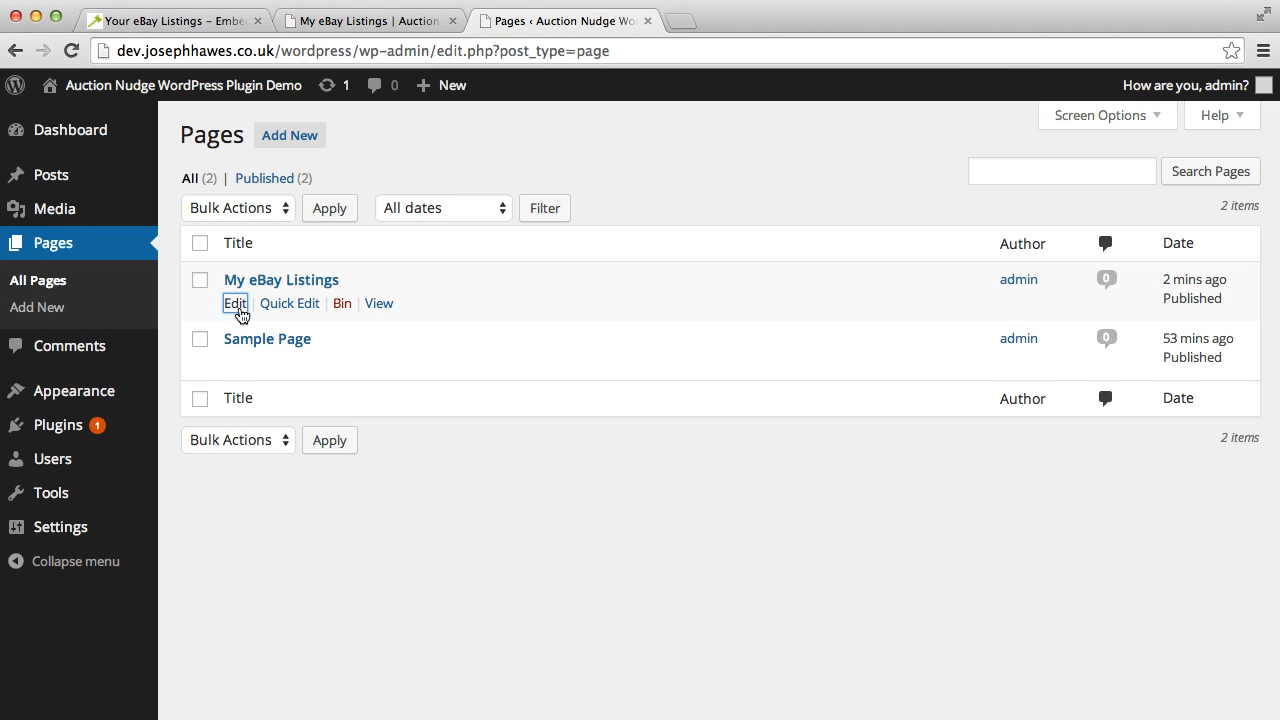 Your eBay Listings – Embe
My eBay Listings | Auction
Pages ‹ Auction Nudge Wo
dev.josephhawes.co.uk/wordpress/wp-admin/edit.php?post_type=page
Auction Nudge WordPress Plugin Demo 1 0 New
How are you, admin?
Dashboard
Posts
Media
Pages
All Pages
Add New
Comments
Appearance
Plugins 1
Users
Tools
Settings
Collapse menu
Screen Options Help
Pages Add New
All (2) | Published (2)
Search Pages
Bulk Actions Apply All dates Filter
2 items
Title Author Date
My eBay Listings admin 0 2 mins ago
Edit | Quick Edit | Bin | View Published
Sample Page admin 0 53 mins ago
Published
Title Author Date
Bulk Actions Apply
2 items